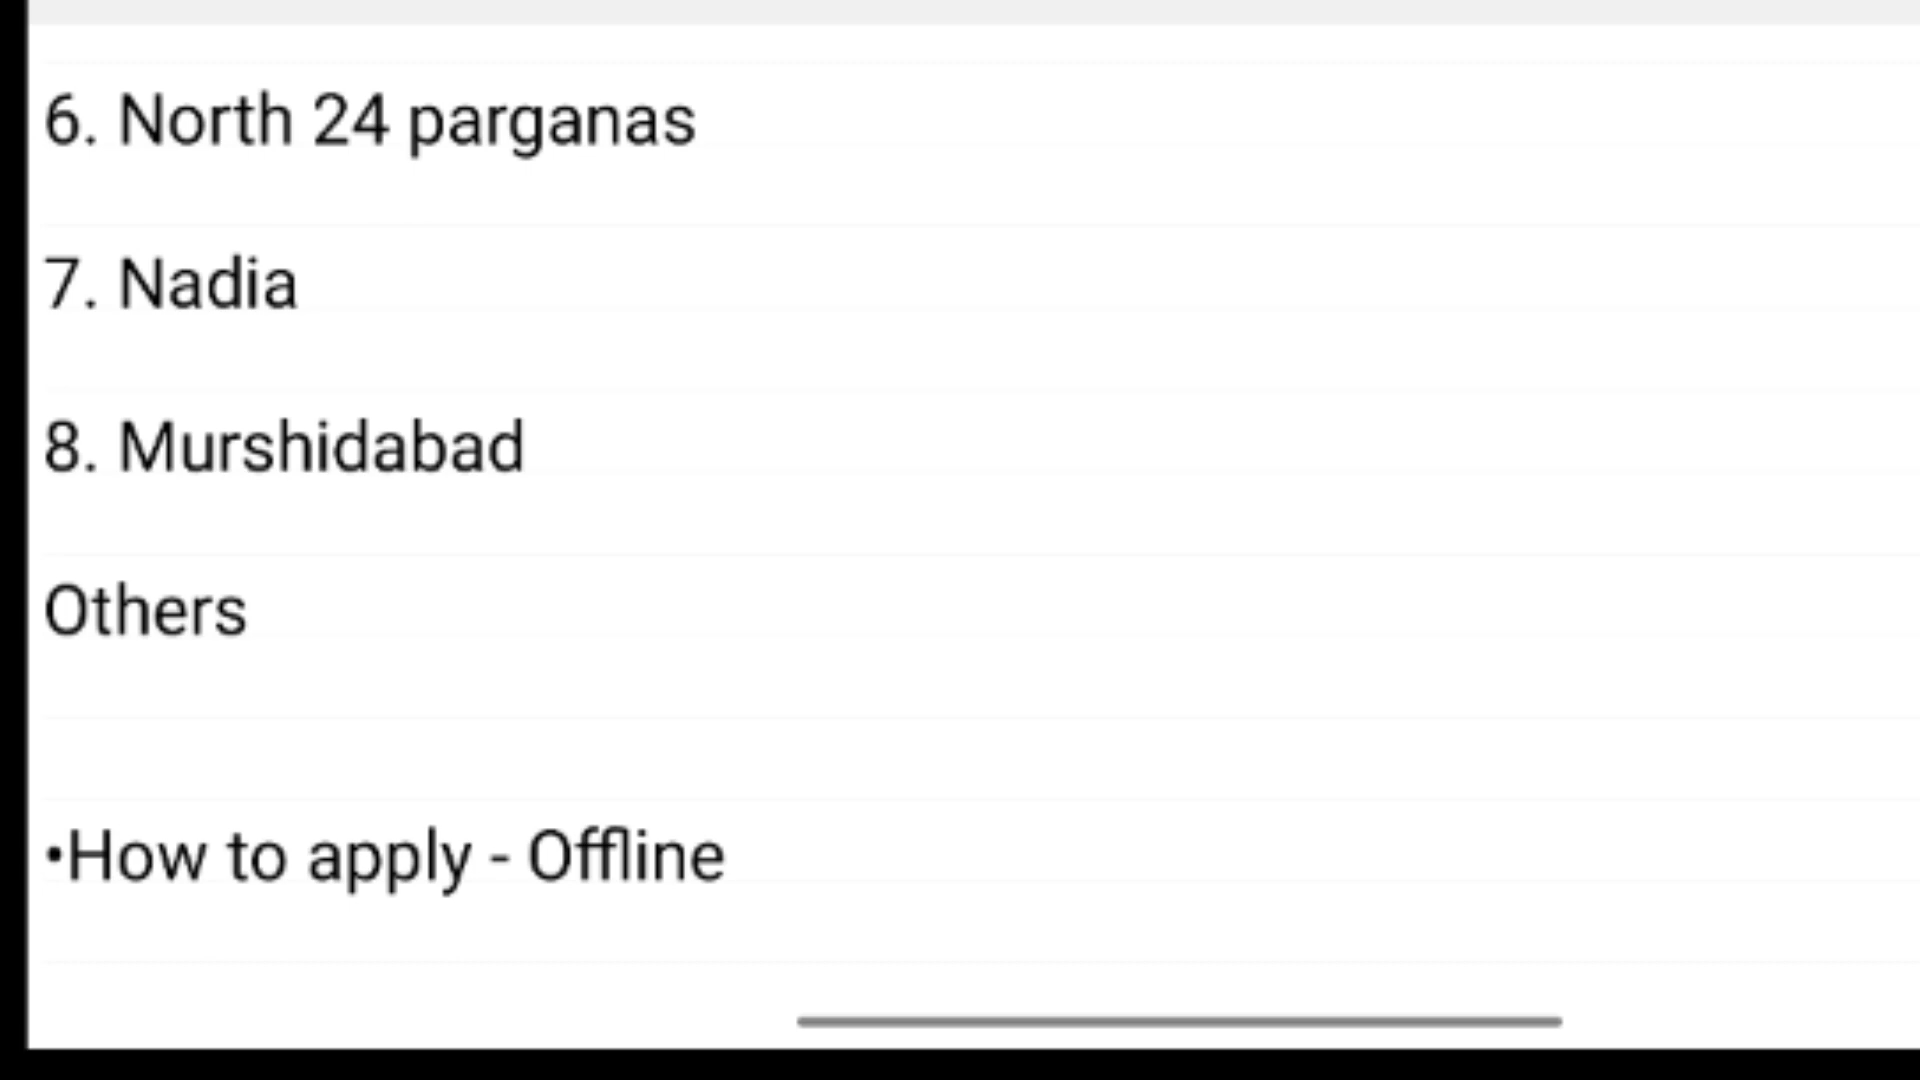 6. North 24 parganas
7. Nadia
8. Murshidabad
Others
•How to apply - Offline